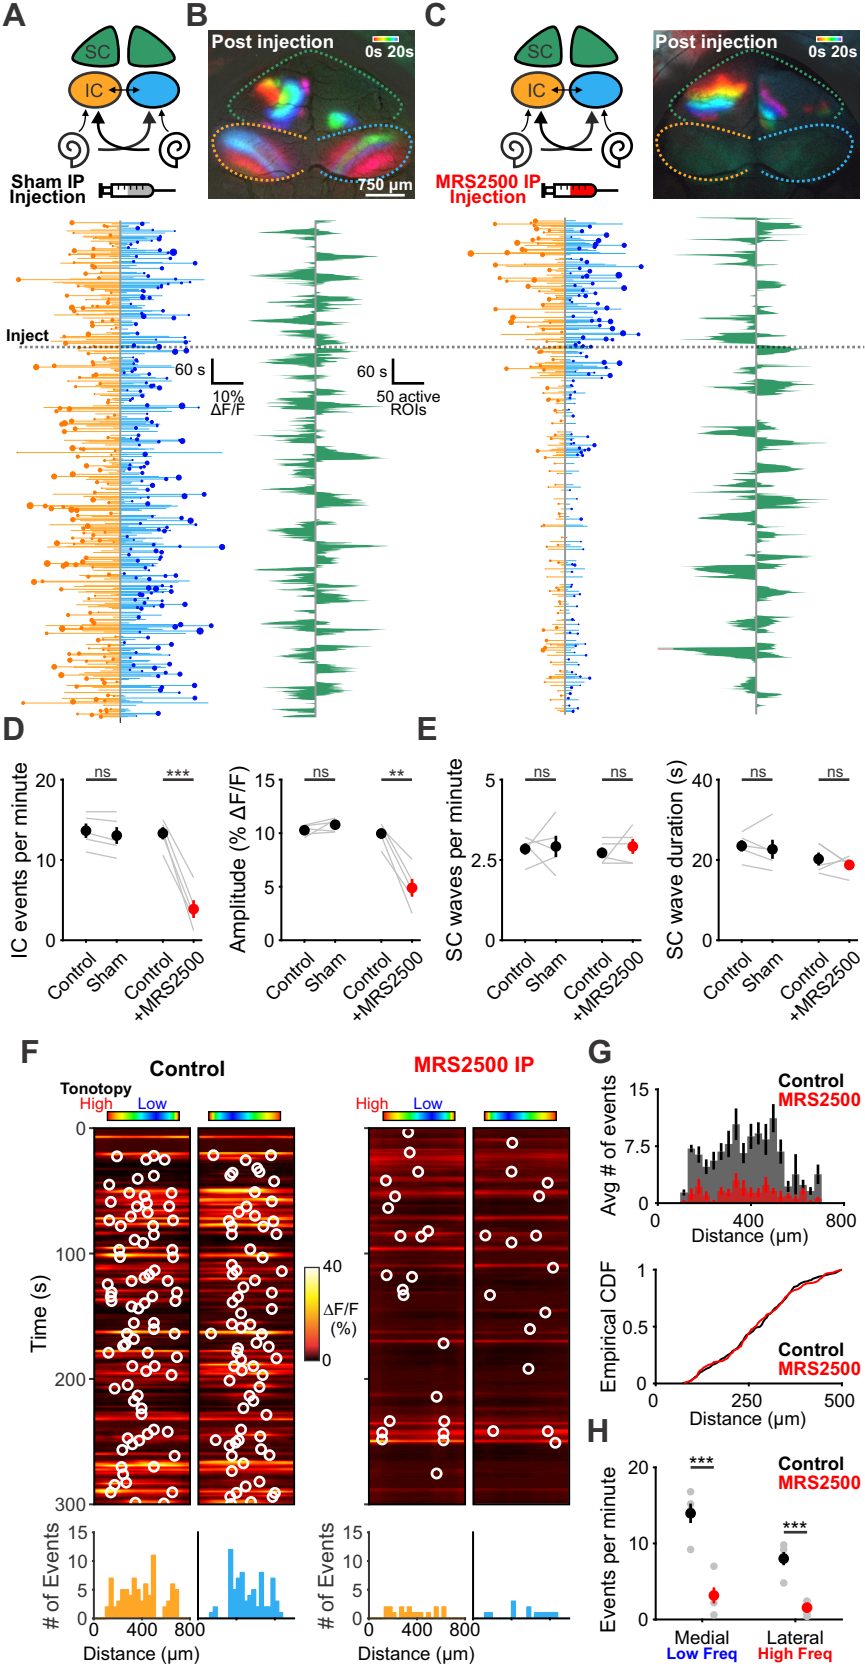 A
B
C
SC
IC
Sham IP
Injection
Post injection
0s 20s
750 µm
SC
IC
MRS2500 IP
Injection
Post injection
0s 20s
Inject
60 s
10%
ΔF/F
60 s
50 active
ROIs
D
E
IC events per minute
20
10
0
ns
***
Control
Sham
Control
+MRS2500
Amplitude (% ΔF/F)
15
10
5
0
ns
**
Control
Sham
Control
+MRS2500
SC waves per minute
5
2.5
0
ns
ns
Control
Sham
Control
+MRS2500
SC wave duration (s)
40
20
0
ns
ns
Control
Sham
Control
+MRS2500
F
Control
MRS2500 IP
Tonotopy
High
Low
High
Low
Time (s)
0
100
200
300
40
ΔF/F
(%)
0
# of Events
15
10
5
0
0
400
800
Distance (µm)
# of Events
15
10
5
0
0
400
800
Distance (µm)
G
Control
MRS2500
Avg # of events
15
7.5
0
0
400
800
Distance (µm)
Empirical CDF
1
0.5
0
Control
MRS2500
0
250
500
Distance (µm)
H
Control
MRS2500
Events per minute
20
10
0
***
***
Medial
Low Freq
Lateral
High Freq